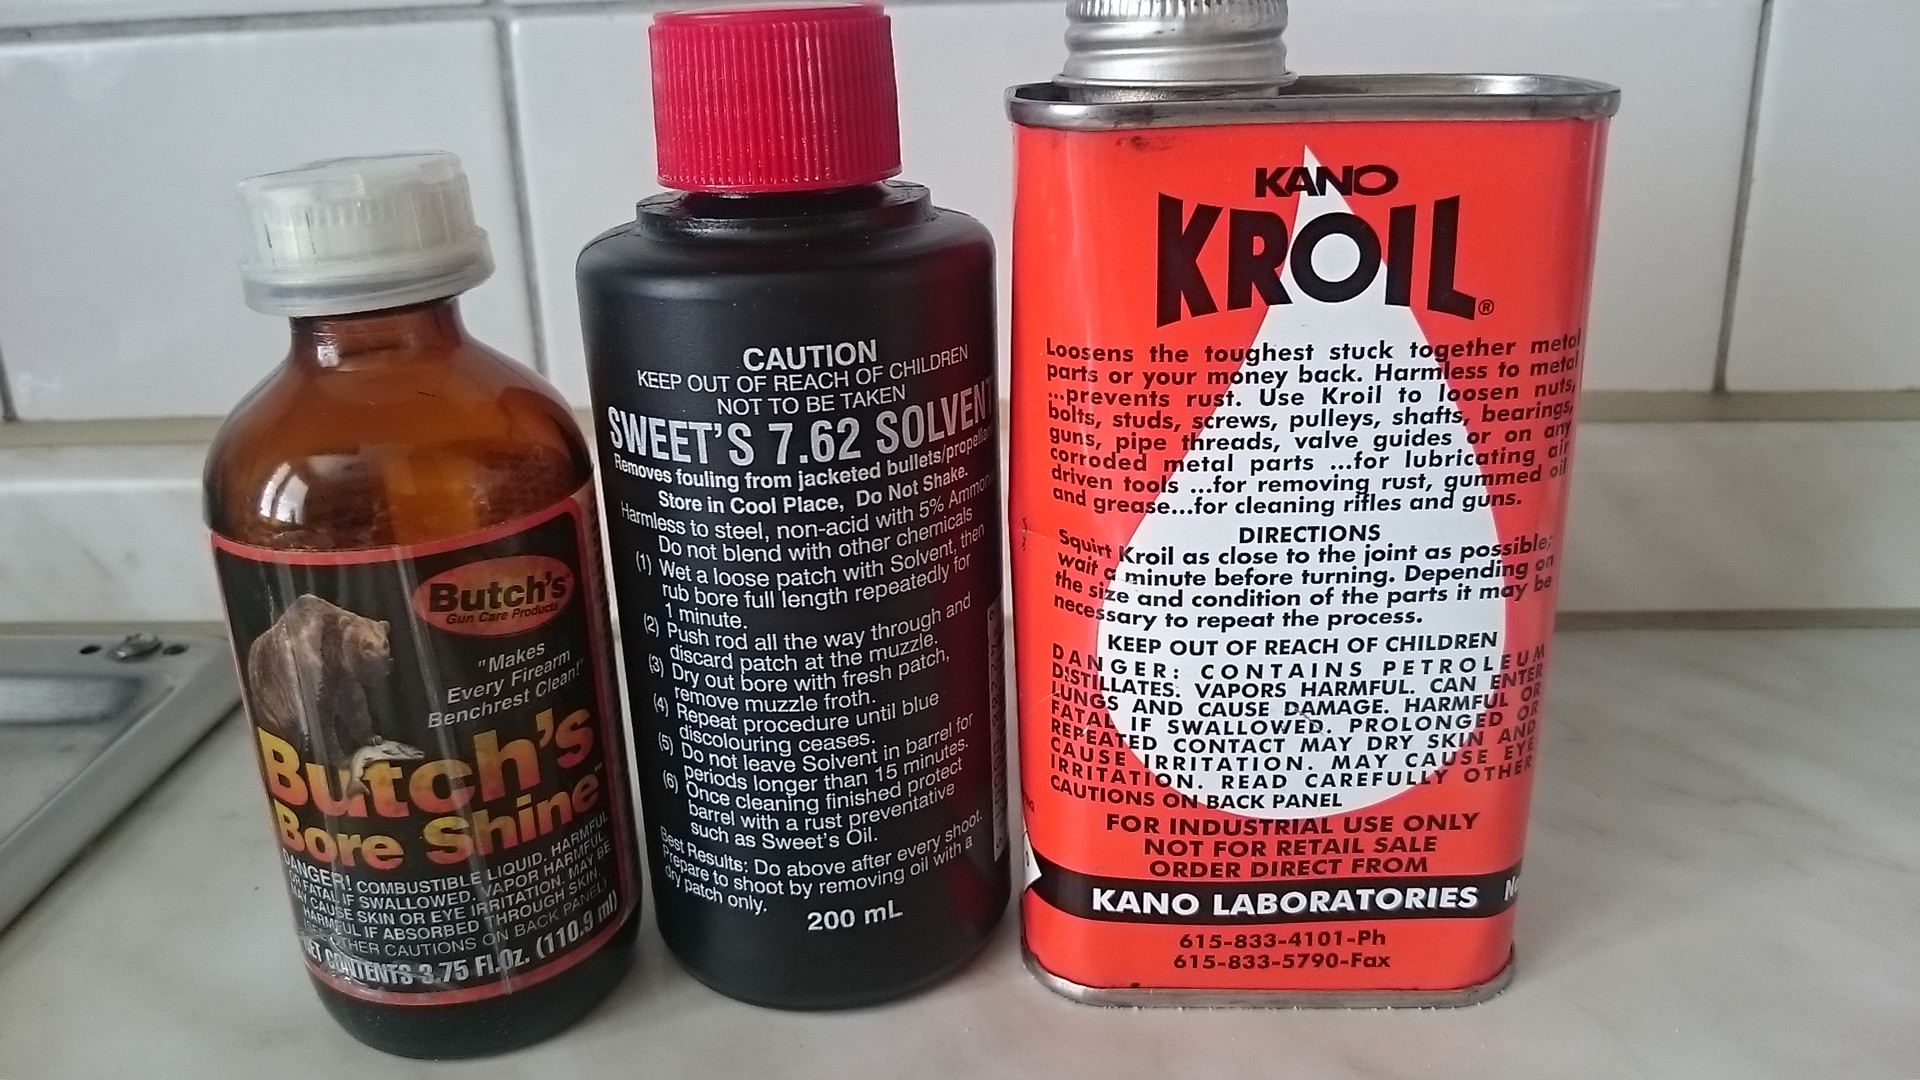 Butch's
Gun Care Products
"Makes
Every Firearm
Benchrest Clean!"
Butch's
Bore Shine™
DANGER! COMBUSTIBLE LIQUID. HARMFUL
OR FATAL IF SWALLOWED. VAPOR HARMFUL.
MAY CAUSE SKIN OR EYE IRRITATION. MAY BE
HARMFUL IF ABSORBED THROUGH SKIN.
OTHER CAUTIONS ON BACK PANEL
NET CONTENTS 3.75 Fl.Oz. (110.9 ml)
CAUTION
KEEP OUT OF REACH OF CHILDREN
NOT TO BE TAKEN
SWEET'S 7.62 SOLVENT
Removes fouling from jacketed bullets/propell
Store in Cool Place, Do Not Shake.
Harmless to steel, non-acid with 5% Ammon
Do not blend with other chemicals
(1) Wet a loose patch with Solvent, then
rub bore full length repeatedly for
1 minute.
(2) Push rod all the way through and
discard patch at the muzzle.
(3) Dry out bore with fresh patch,
remove muzzle froth.
(4) Repeat procedure until blue
discolouring ceases.
(5) Do not leave Solvent in barrel for
periods longer than 15 minutes.
(6) Once cleaning finished protect
barrel with a rust preventative
such as Sweet's Oil.
Best Results: Do above after every shoot.
Prepare to shoot by removing oil with a
dry patch only.
200 mL
KANO
KROIL®
Loosens the toughest stuck together metal
parts or your money back. Harmless to metal
...prevents rust. Use Kroil to loosen nuts,
bolts, studs, screws, pulleys, shafts, bearings,
guns, pipe threads, valve guides or on any
corroded metal parts ...for lubricating air
driven tools ...for removing rust, gummed oil
and grease...for cleaning rifles and guns.
DIRECTIONS
Squirt Kroil as close to the joint as possible;
wait a minute before turning. Depending on
the size and condition of the parts it may be
necessary to repeat the process.
KEEP OUT OF REACH OF CHILDREN
DANGER: CONTAINS PETROLEUM
DISTILLATES. VAPORS HARMFUL. CAN ENTER
LUNGS AND CAUSE DAMAGE. HARMFUL OR
FATAL IF SWALLOWED. PROLONGED OR
REPEATED CONTACT MAY DRY SKIN AND
CAUSE IRRITATION. MAY CAUSE EYE
IRRITATION. READ CAREFULLY OTHER
CAUTIONS ON BACK PANEL
FOR INDUSTRIAL USE ONLY
NOT FOR RETAIL SALE
ORDER DIRECT FROM
KANO LABORATORIES
615-833-4101-Ph
615-833-5790-Fax